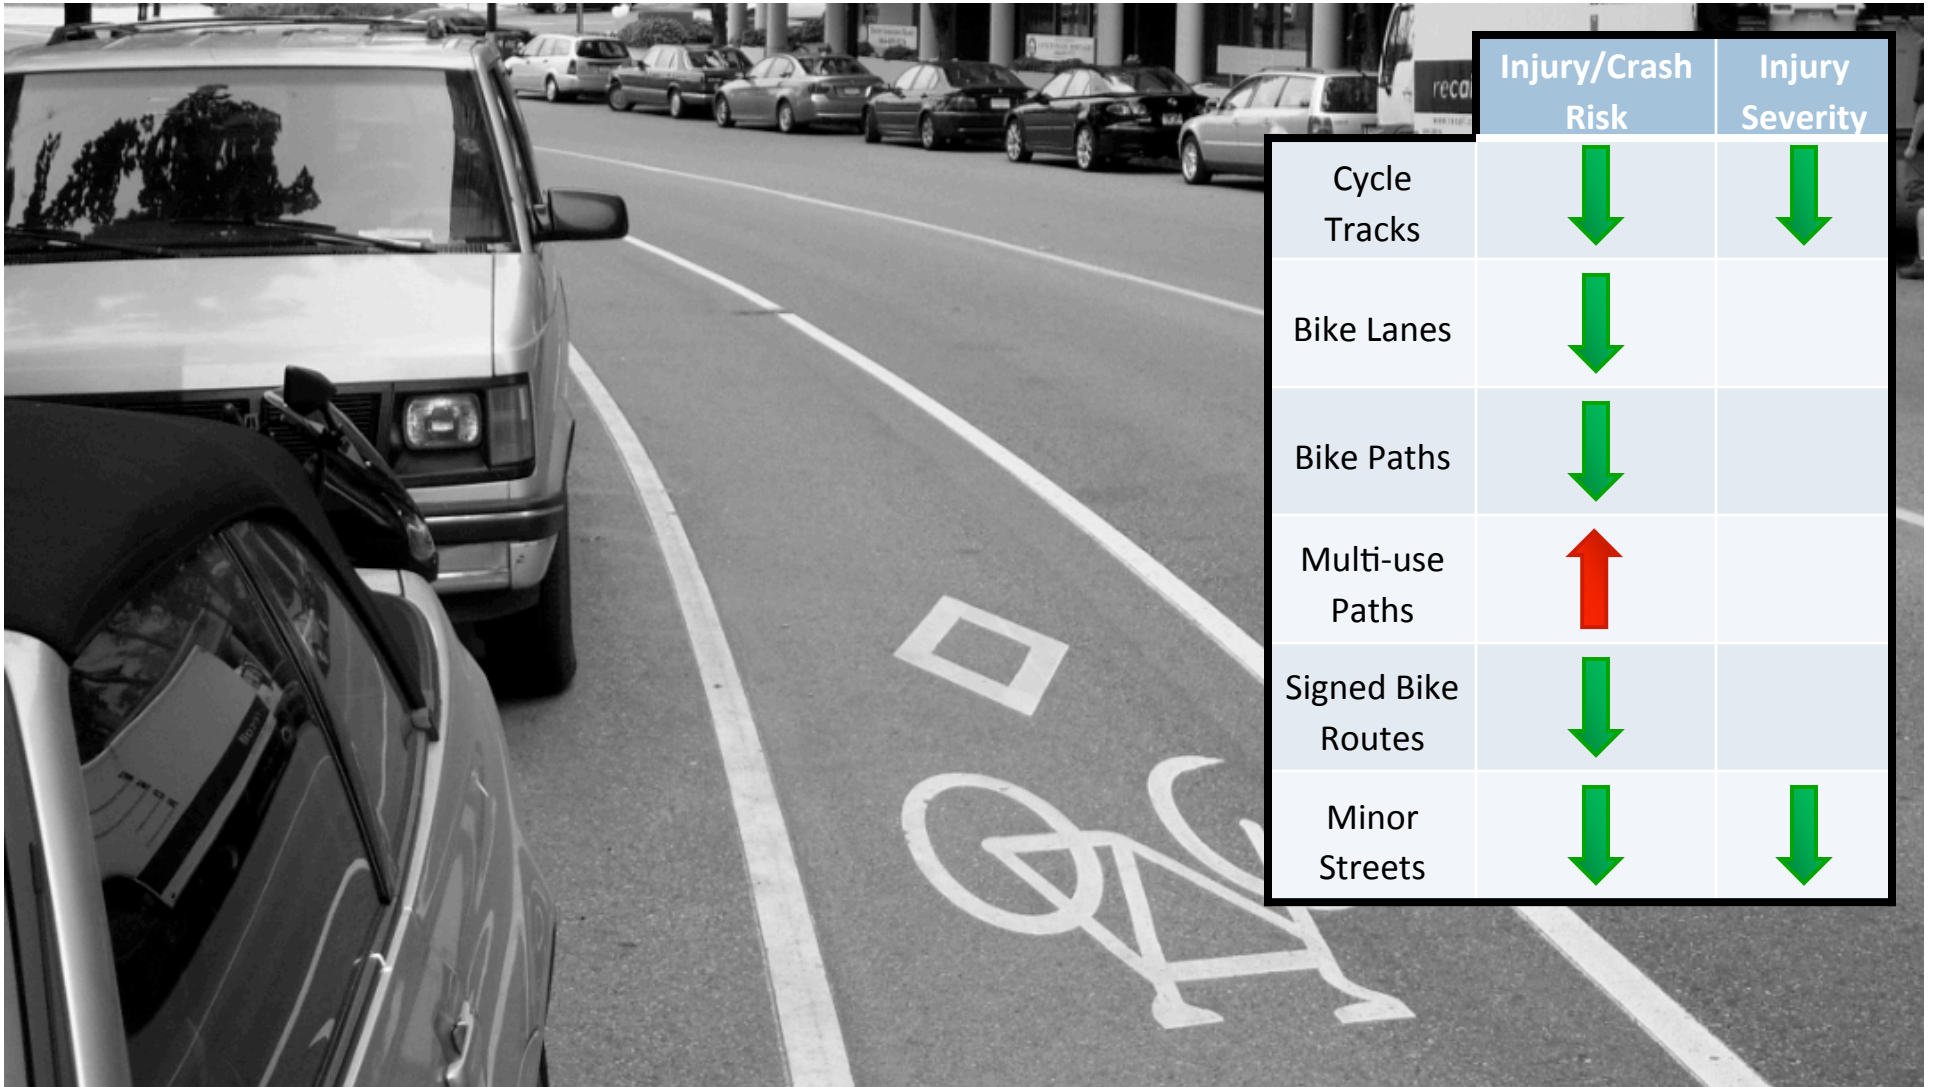 Injury/Crash Risk
Injury Severity
Cycle Tracks
Bike Lanes
Bike Paths
Multi-use Paths
Signed Bike Routes
Minor Streets